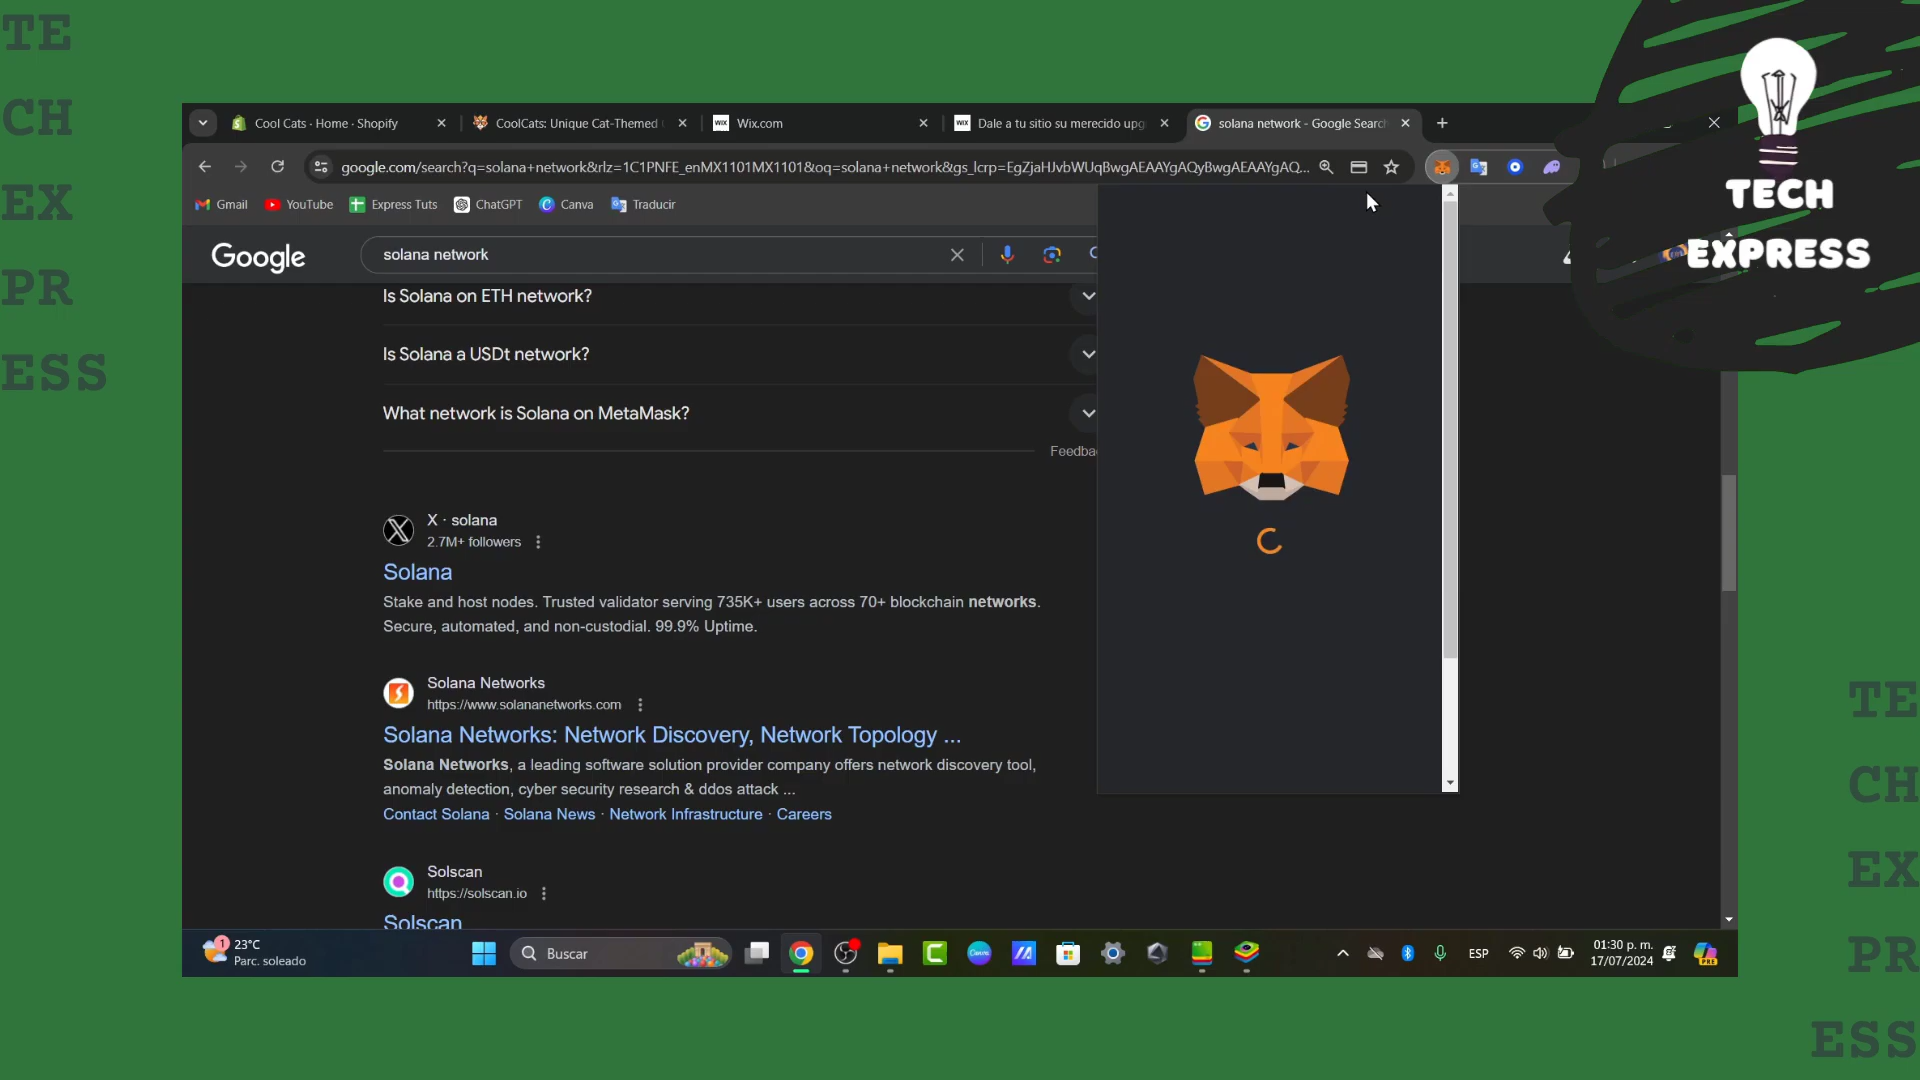 TE
CH
EX
PR
ESS
TECH
EXPRESS
Cool Cats · Home · Shopify
CoolCats: Unique Cat-Themed
WIX Wix.com
WIX Dale a tu sitio su merecido upg
solana network - Google Search
google.com/search?q=solana+network&rlz=1C1PNFE_enMX1101MX1101&oq=solana+network&gs_lcrp=EgZjaHJvbWUqBwgAEAAYgAQyBwgAEAAYgAQ...
Gmail
YouTube
Express Tuts
ChatGPT
Canva
Traducir
Google
solana network
Is Solana on ETH network?
Is Solana a USDt network?
What network is Solana on MetaMask?
Feedba
X · solana
2.7M+ followers
Solana
Stake and host nodes. Trusted validator serving 735K+ users across 70+ blockchain networks.
Secure, automated, and non-custodial. 99.9% Uptime.
Solana Networks
https://www.solananetworks.com
Solana Networks: Network Discovery, Network Topology ...
Solana Networks, a leading software solution provider company offers network discovery tool,
anomaly detection, cyber security research & ddos attack ...
Contact Solana · Solana News · Network Infrastructure · Careers
Solscan
https://solscan.io
Solscan
1
23°C
Parc. soleado
Buscar
ESP
01:30 p. m.
17/07/2024
PRE
TE
CH
EX
PR
ESS